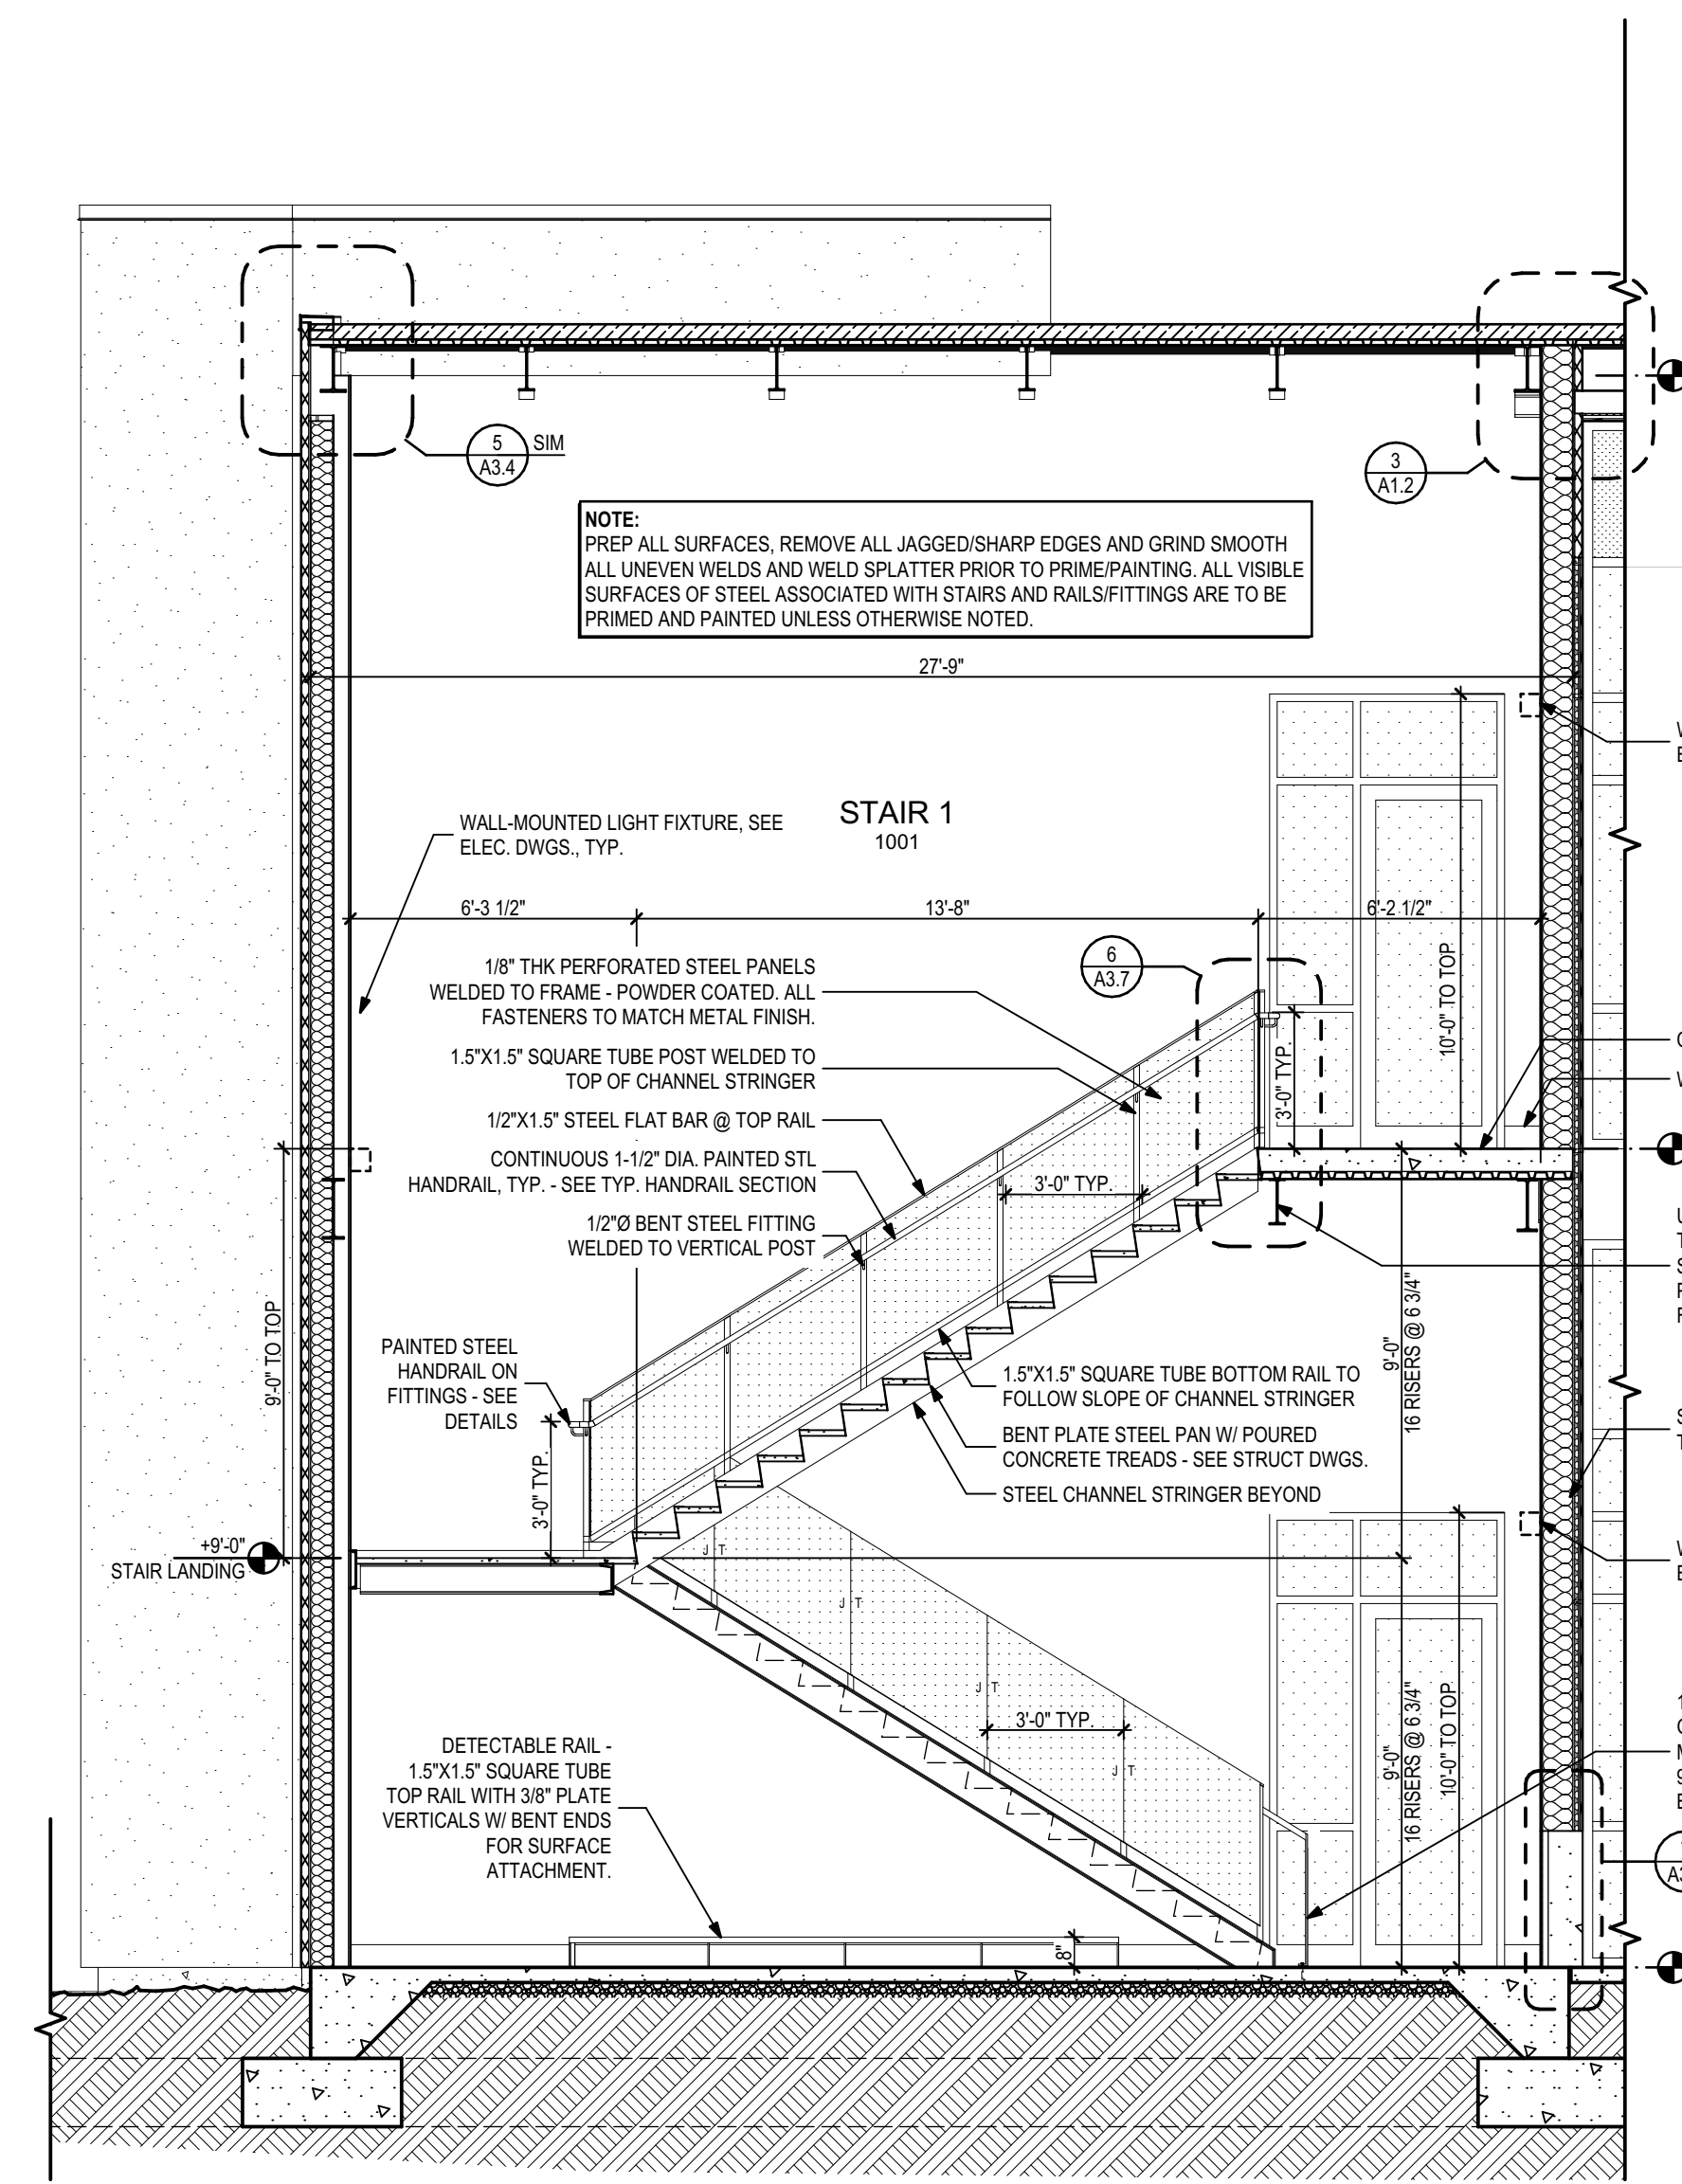 5
A3.4
SIM
3
A1.2
NOTE:
PREP ALL SURFACES, REMOVE ALL JAGGED/SHARP EDGES AND GRIND SMOOTH
ALL UNEVEN WELDS AND WELD SPLATTER PRIOR TO PRIME/PAINTING. ALL VISIBLE
SURFACES OF STEEL ASSOCIATED WITH STAIRS AND RAILS/FITTINGS ARE TO BE
PRIMED AND PAINTED UNLESS OTHERWISE NOTED.
27'-9"
STAIR 1
1001
WALL-MOUNTED LIGHT FIXTURE, SEE
ELEC. DWGS., TYP.
6'-3 1/2"
13'-8"
6'-2 1/2"
6
A3.7
1/8" THK PERFORATED STEEL PANELS
WELDED TO FRAME - POWDER COATED. ALL
FASTENERS TO MATCH METAL FINISH.
1.5"X1.5" SQUARE TUBE POST WELDED TO
TOP OF CHANNEL STRINGER
1/2"X1.5" STEEL FLAT BAR @ TOP RAIL
CONTINUOUS 1-1/2" DIA. PAINTED STL
HANDRAIL, TYP. - SEE TYP. HANDRAIL SECTION
1/2"Ø BENT STEEL FITTING
WELDED TO VERTICAL POST
3'-0" TYP.
3'-0" TYP.
10'-0" TO TOP
9'-0" TO TOP
PAINTED STEEL
HANDRAIL ON
FITTINGS - SEE
DETAILS
3'-0" TYP.
9'-0"
16 RISERS @ 6 3/4"
1.5"X1.5" SQUARE TUBE BOTTOM RAIL TO
FOLLOW SLOPE OF CHANNEL STRINGER
BENT PLATE STEEL PAN W/ POURED
CONCRETE TREADS - SEE STRUCT DWGS.
STEEL CHANNEL STRINGER BEYOND
+9'-0"
STAIR LANDING
J T
J T
J T
J T
3'-0" TYP.
9'-0"
16 RISERS @ 6 3/4"
10'-0" TO TOP
DETECTABLE RAIL -
1.5"X1.5" SQUARE TUBE
TOP RAIL WITH 3/8" PLATE
VERTICALS W/ BENT ENDS
FOR SURFACE
ATTACHMENT.
8"